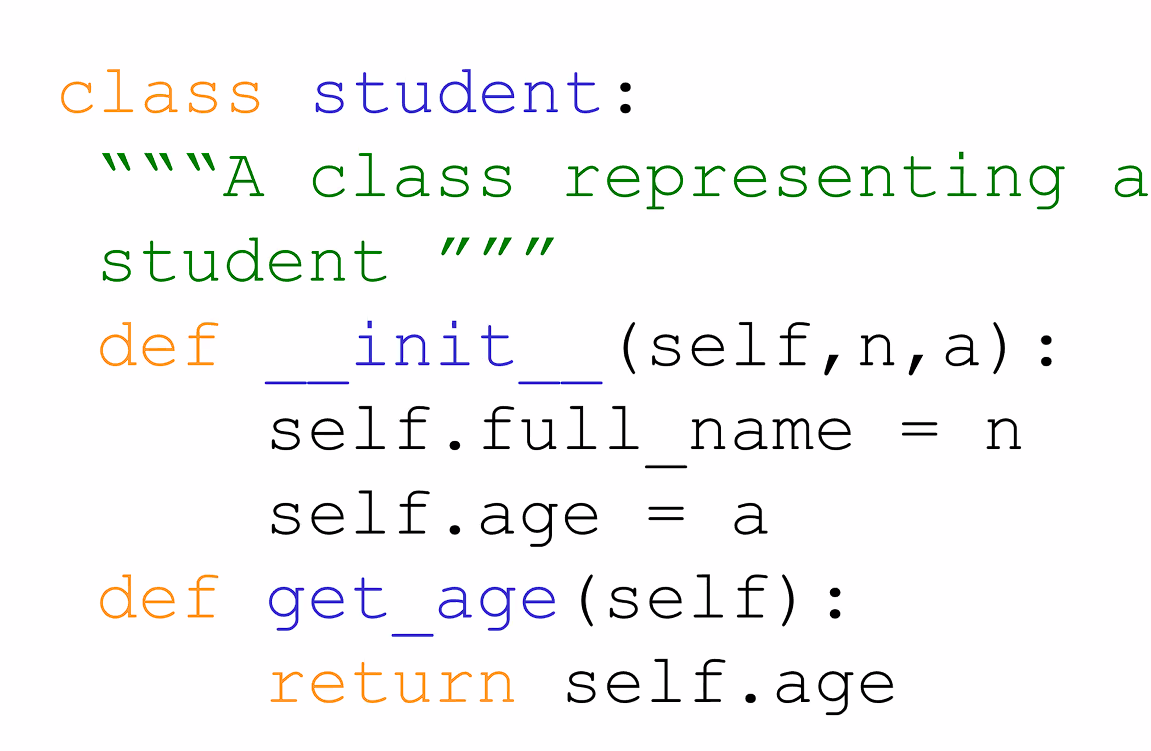 class student:
“““A class representing a
student ”””
def __init__(self,n,a):
self.full_name = n
self.age = a
def get_age(self):
return self.age